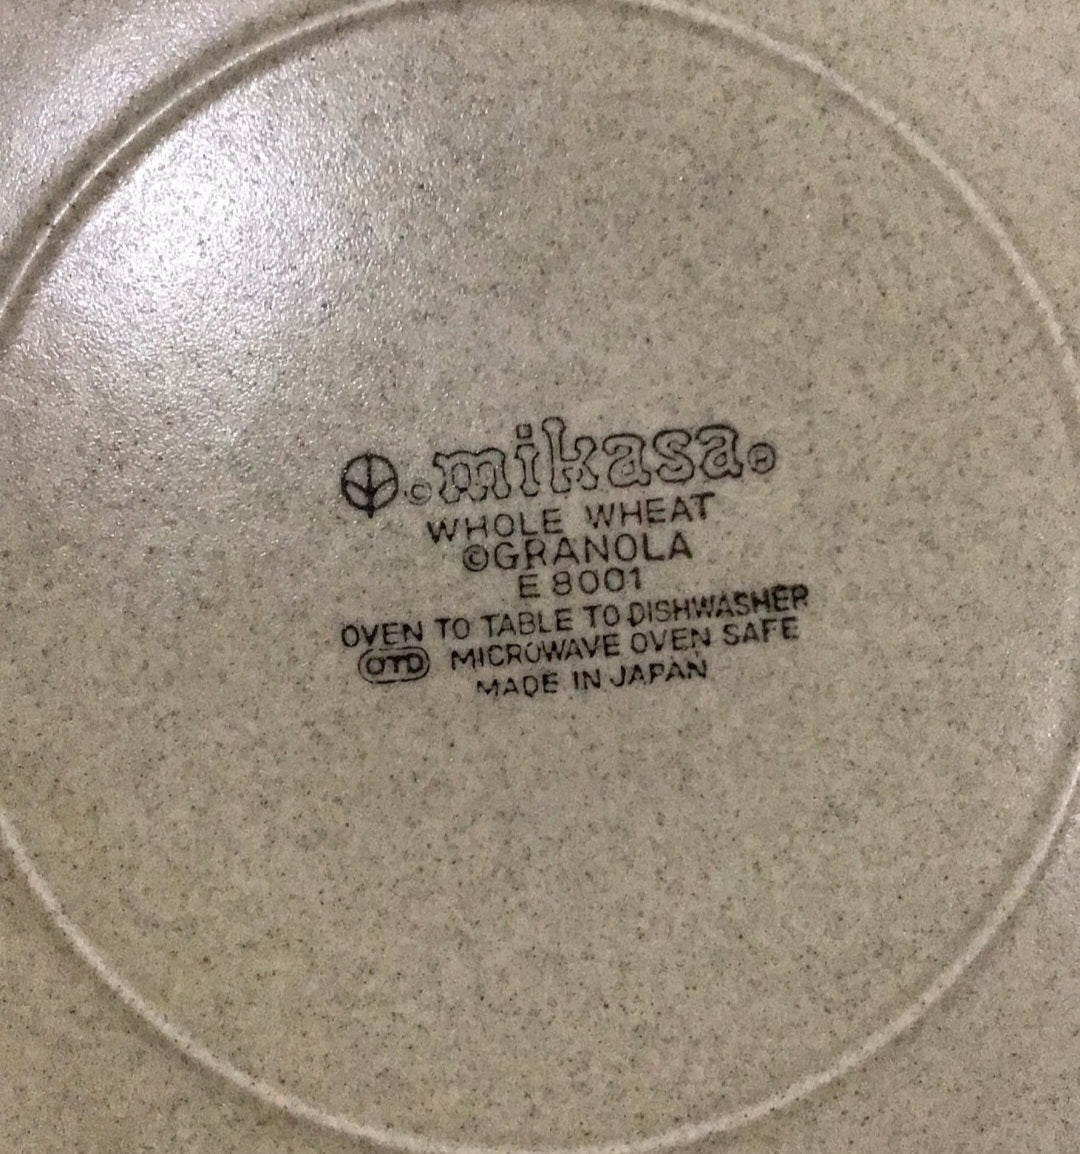 © mikasa ®
WHOLE WHEAT
©GRANOLA
E 8001
OVEN TO TABLE TO DISHWASHER
OTD MICROWAVE OVEN SAFE
MADE IN JAPAN